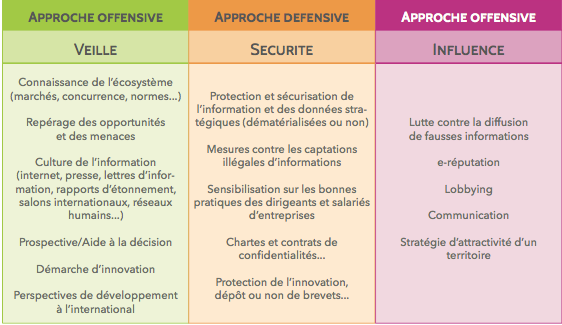 APPROCHE OFFENSIVE
VEILLE
Connaissance de l'écosystème
(marchés, concurrence, normes...)
Repérage des opportunités
et des menaces
Culture de l'information
(internet, presse, lettres d'infor-
mation, rapports d'étonnement,
salons internationaux, réseaux
humains...)
Prospective/Aide à la décision
Démarche d'innovation
Perspectives de développement
à l'international
APPROCHE DEFENSIVE
SECURITE
Protection et sécurisation de
l'information et des données stra-
tégiques (dématérialisées ou non)
Mesures contre les captations
illégales d'informations
Sensibilisation sur les bonnes
pratiques des dirigeants et salariés
d'entreprises
Chartes et contrats de
confidentialités...
Protection de l'innovation,
dépôt ou non de brevets...
APPROCHE OFFENSIVE
INFLUENCE
Lutte contre la diffusion
de fausses informations
e-réputation
Lobbying
Communication
Stratégie d'attractivité d'un
territoire